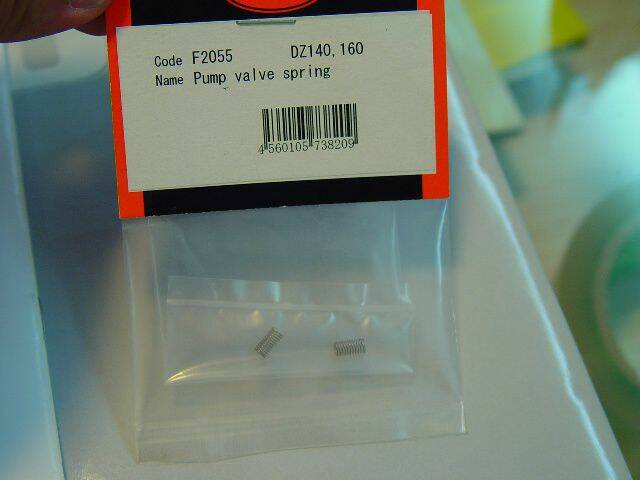 Code F2055 DZ140,160
Name Pump valve spring
4 560105 738209